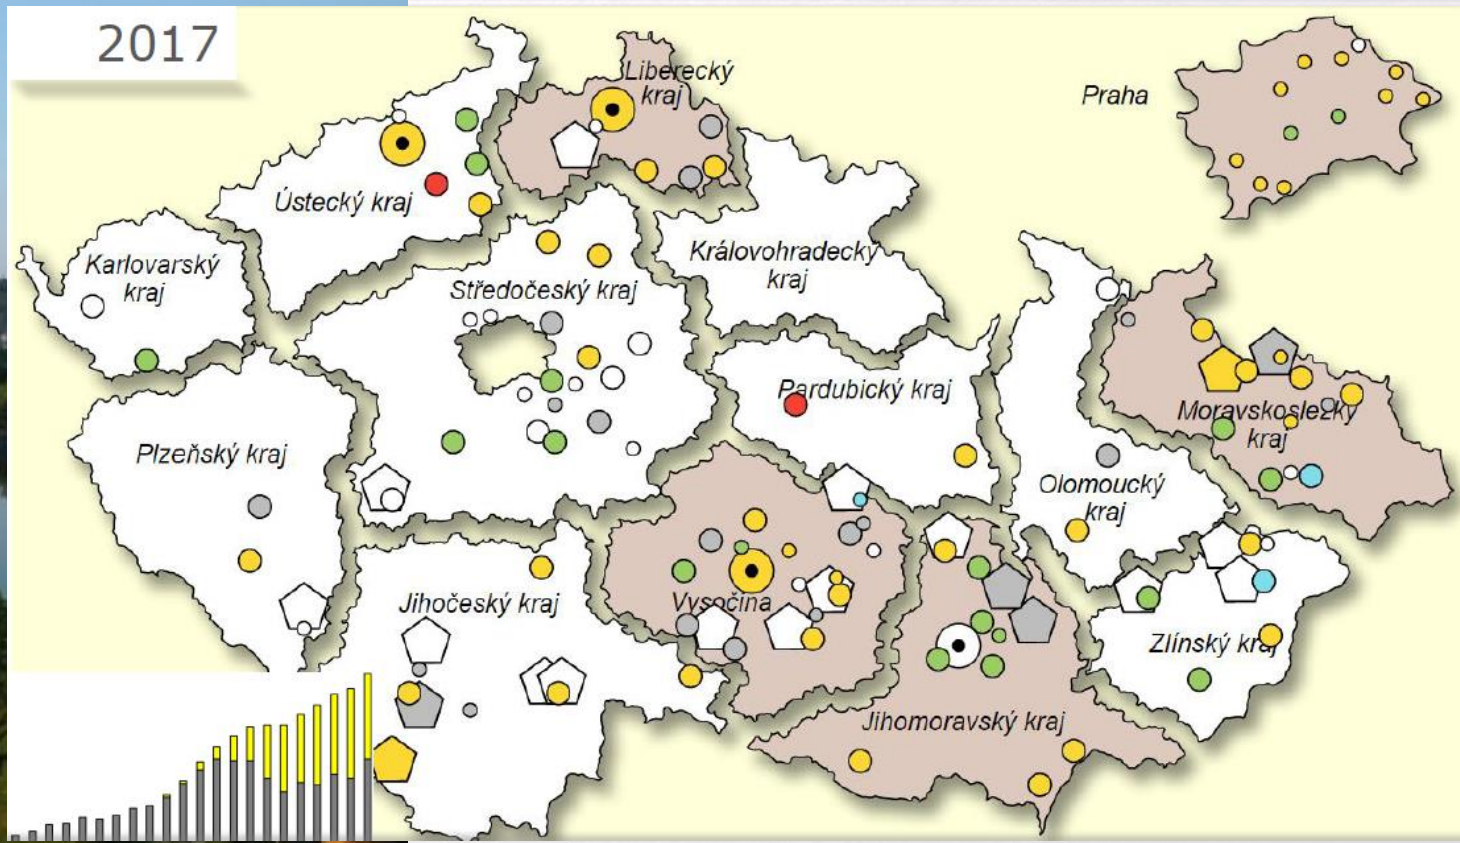 2017
Liberecký
kraj
Praha
Ústecký kraj
Karlovarský
kraj
Královohradecký
kraj
Středočeský kraj
Pardubický kraj
Moravskoslezký
kraj
Plzeňský kraj
Olomoucký
kraj
Jihočeský kraj
Vysočina
Zlínský kraj
Jihomoravský kraj